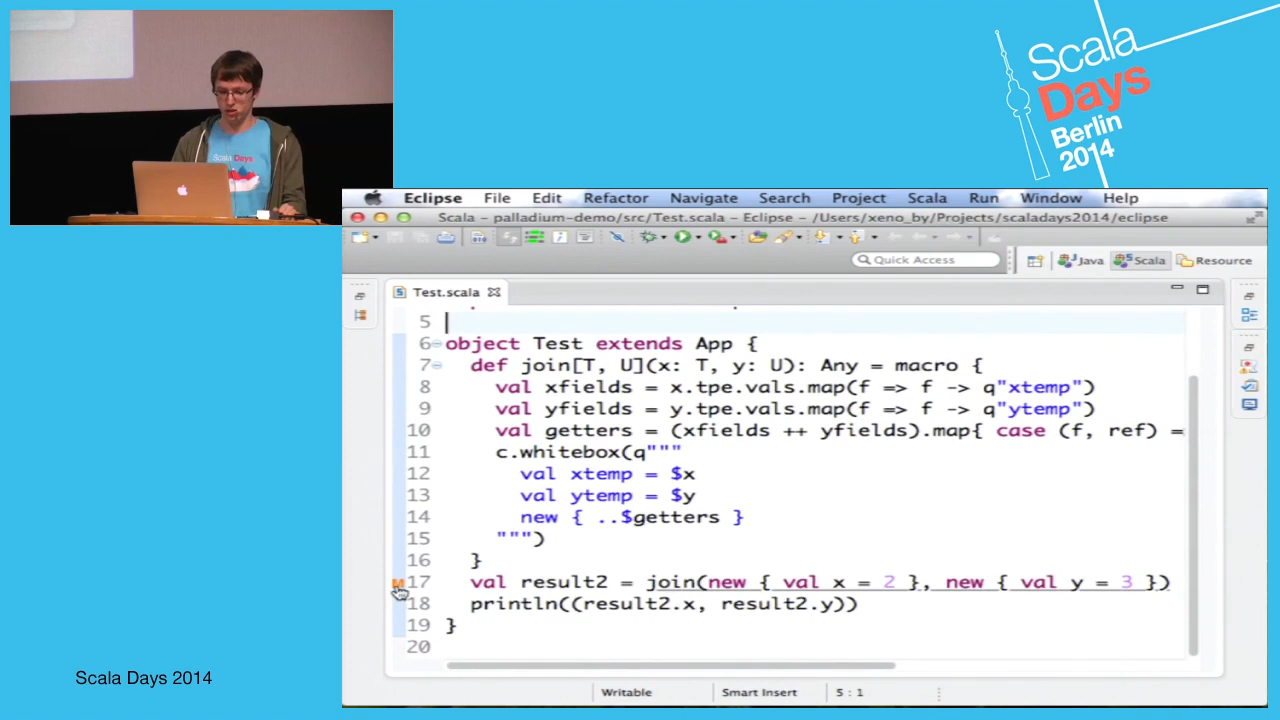 Scala
Days
Berlin
2014
Scala Days
Eclipse File Edit Refactor Navigate Search Project Scala Run Window Help
Scala – palladium-demo/src/Test.scala – Eclipse – /Users/xeno_by/Projects/scaladays2014/eclipse
Quick Access
Java
Scala
Resource
Test.scala
5
6 object Test extends App {
7 def join[T, U](x: T, y: U): Any = macro {
8 val xfields = x.tpe.vals.map(f => f -> q"xtemp")
9 val yfields = y.tpe.vals.map(f => f -> q"ytemp")
10 val getters = (xfields ++ yfields).map{ case (f, ref) =
11 c.whitebox(q"""
12 val xtemp = $x
13 val ytemp = $y
14 new { ..$getters }
15 """)
16 }
17 val result2 = join(new { val x = 2 }, new { val y = 3 })
18 println((result2.x, result2.y))
19 }
20
Writable Smart Insert 5 : 1
Scala Days 2014